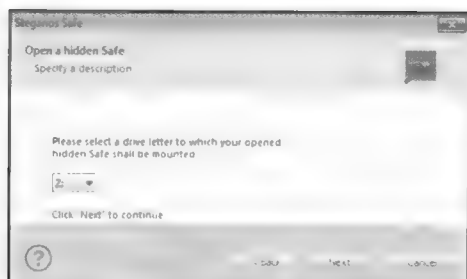 Steganos Safe
Open a hidden Safe
Specify a description
Please select a drive letter to which your opened
hidden Safe shall be mounted
Z:
Click 'Next' to continue
Next
Cancel